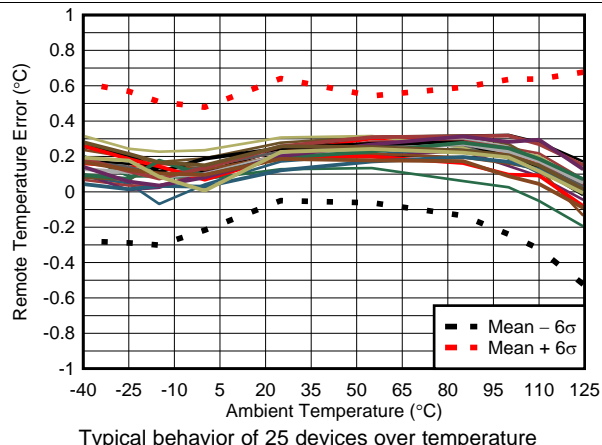 1
0.8
0.6
0.4
0.2
0
-0.2
-0.4
-0.6
-0.8
-1
Remote Temperature Error (°C)
Mean – 6σ
Mean + 6σ
-40 -25 -10 5 20 35 50 65 80 95 110 125
Ambient Temperature (°C)
Typical behavior of 25 devices over temperature